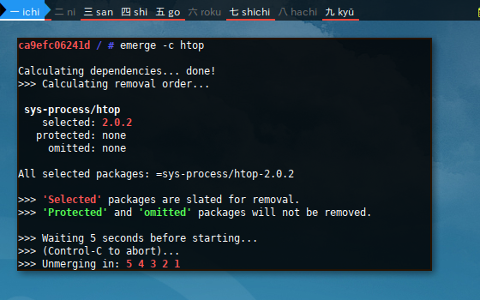 一 ichi 二 ni 三 san 四 shi 五 go 六 roku 七 shichi 八 hachi 九 kyū
ca9efc06241d / # emerge -c htop
Calculating dependencies... done!
>>> Calculating removal order...
sys-process/htop
selected: 2.0.2
protected: none
omitted: none
All selected packages: =sys-process/htop-2.0.2
>>> 'Selected' packages are slated for removal.
>>> 'Protected' and 'omitted' packages will not be removed.
>>> Waiting 5 seconds before starting...
>>> (Control-C to abort)...
>>> Unmerging in: 5 4 3 2 1